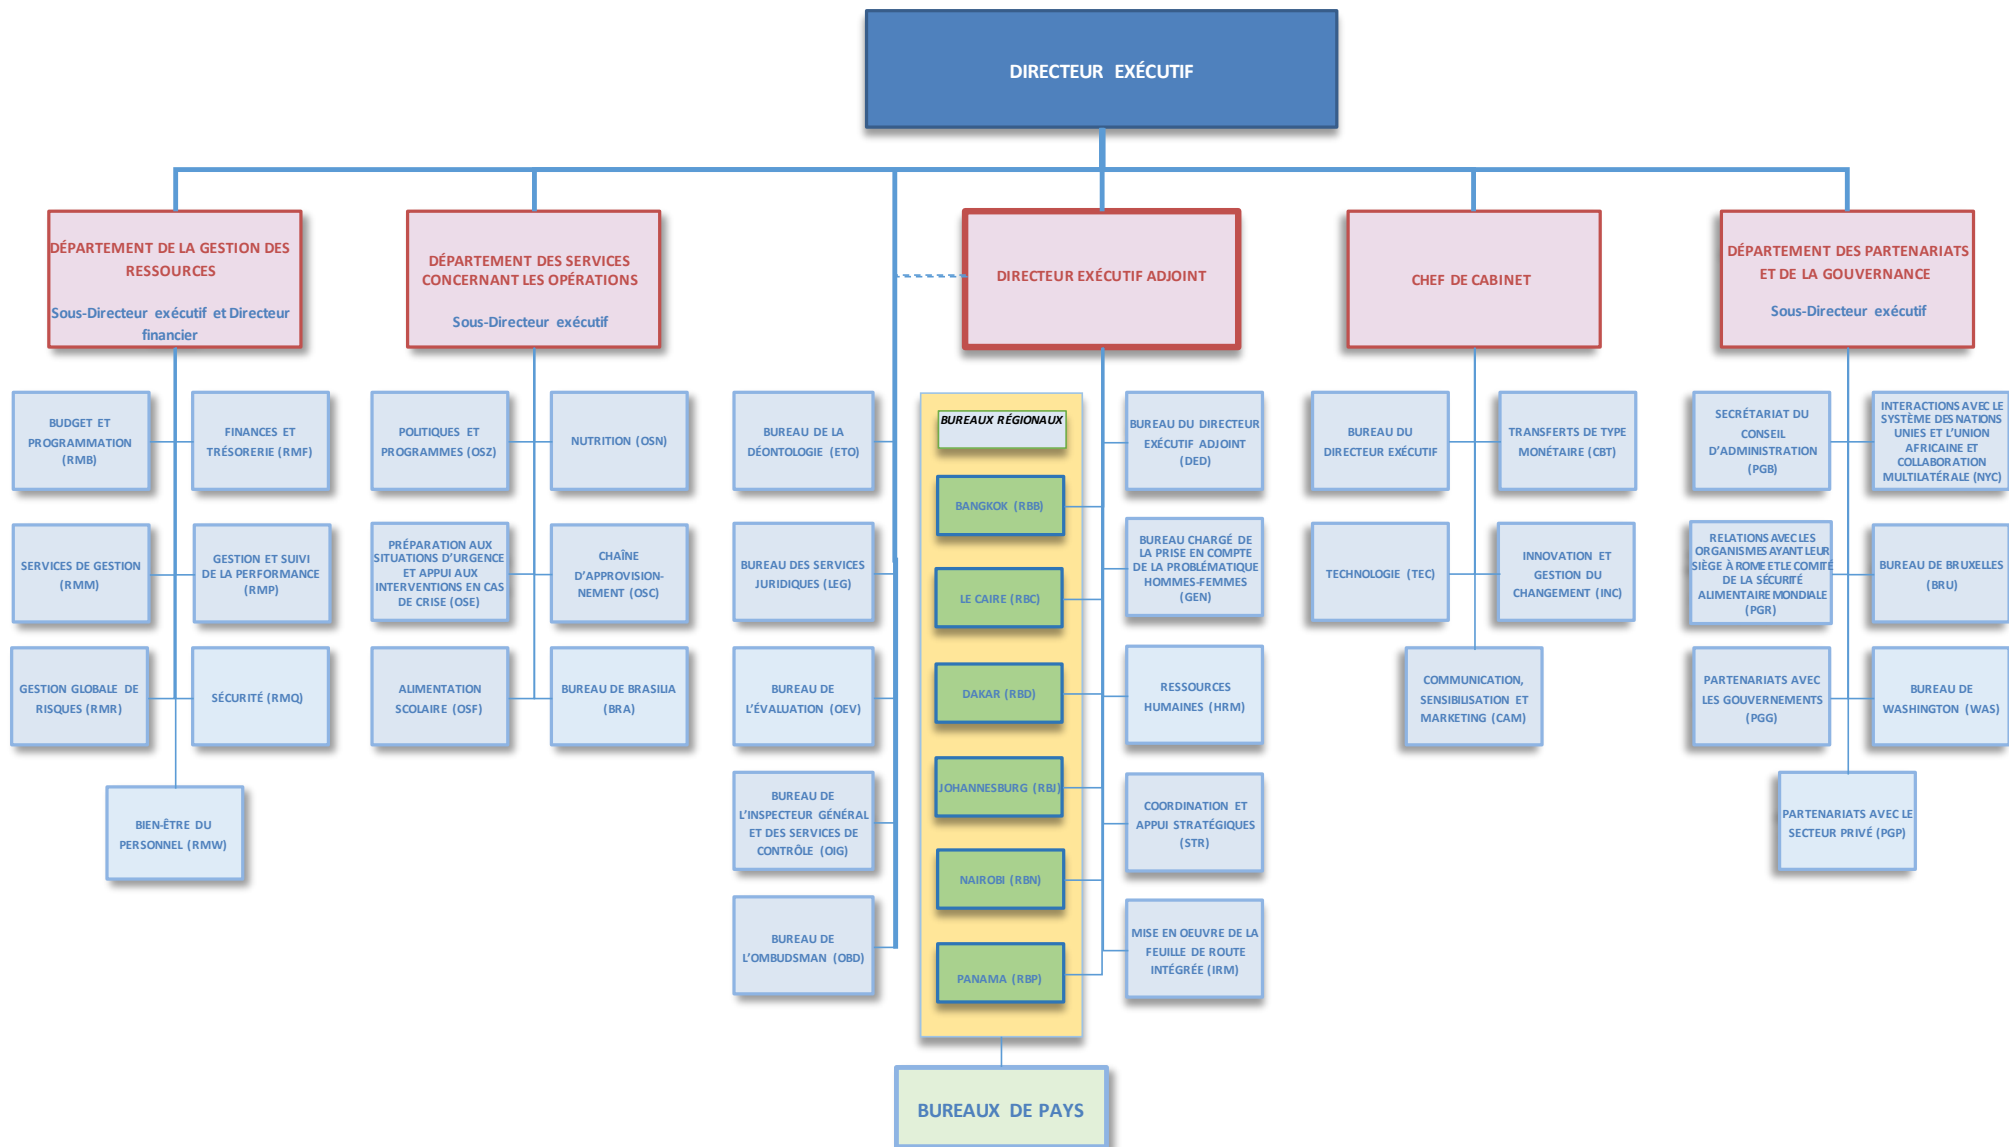 DIRECTEUR EXÉCUTIF
DÉPARTEMENT DE LA GESTION DES
RESSOURCES
Sous-Directeur exécutif et Directeur
financier
DÉPARTEMENT DES SERVICES
CONCERNANT LES OPÉRATIONS
Sous-Directeur exécutif
DIRECTEUR EXÉCUTIF ADJOINT
CHEF DE CABINET
DÉPARTEMENT DES PARTENARIATS
ET DE LA GOUVERNANCE
Sous-Directeur exécutif
BUDGET ET
PROGRAMMATION
(RMB)
FINANCES ET
TRÉSORERIE (RMF)
SERVICES DE GESTION
(RMM)
GESTION ET SUIVI
DE LA PERFORMANCE
(RMP)
GESTION GLOBALE DE
RISQUES (RMR)
SÉCURITÉ (RMQ)
BIEN-ÊTRE DU
PERSONNEL (RMW)
POLITIQUES ET
PROGRAMMES (OSZ)
NUTRITION (OSN)
PRÉPARATION AUX
SITUATIONS D'URGENCE
ET APPUI AUX
INTERVENTIONS EN CAS
DE CRISE (OSE)
CHAÎNE
D'APPROVISION-
NEMENT (OSC)
ALIMENTATION
SCOLAIRE (OSF)
BUREAU DE BRASILIA
(BRA)
BUREAU DE LA
DÉONTOLOGIE (ETO)
BUREAU DES SERVICES
JURIDIQUES (LEG)
BUREAU DE
L'ÉVALUATION (OEV)
BUREAU DE
L'INSPECTEUR GÉNÉRAL
ET DES SERVICES DE
CONTRÔLE (OIG)
BUREAU DE
L'OMBUDSMAN (OBD)
BUREAUX RÉGIONAUX
BANGKOK (RBB)
LE CAIRE (RBC)
DAKAR (RBD)
JOHANNESBURG (RBJ)
NAIROBI (RBN)
PANAMA (RBP)
BUREAUX DE PAYS
BUREAU DU DIRECTEUR
EXÉCUTIF ADJOINT
(DED)
BUREAU CHARGÉ DE
LA PRISE EN COMPTE
DE LA PROBLÉMATIQUE
HOMMES-FEMMES
(GEN)
RESSOURCES
HUMAINES (HRM)
COORDINATION ET
APPUI STRATÉGIQUES
(STR)
MISE EN OEUVRE DE LA
FEUILLE DE ROUTE
INTÉGRÉE (IRM)
BUREAU DU
DIRECTEUR EXÉCUTIF
TRANSFERTS DE TYPE
MONÉTAIRE (CBT)
TECHNOLOGIE (TEC)
INNOVATION ET
GESTION DU
CHANGEMENT (INC)
COMMUNICATION,
SENSIBILISATION ET
MARKETING (CAM)
SECRÉTARIAT DU
CONSEIL
D'ADMINISTRATION
(PGB)
INTERACTIONS AVEC LE
SYSTÈME DES NATIONS
UNIES ET L'UNION
AFRICAINE ET
COLLABORATION
MULTILATÉRALE (NYC)
RELATIONS AVEC LES
ORGANISMES AYANT LEUR
SIÈGE À ROME ET LE COMITÉ
DE LA SÉCURITÉ
ALIMENTAIRE MONDIALE
(PGR)
BUREAU DE BRUXELLES
(BRU)
PARTENARIATS AVEC
LES GOUVERNEMENTS
(PGG)
BUREAU DE
WASHINGTON (WAS)
PARTENARIATS AVEC LE
SECTEUR PRIVÉ (PGP)